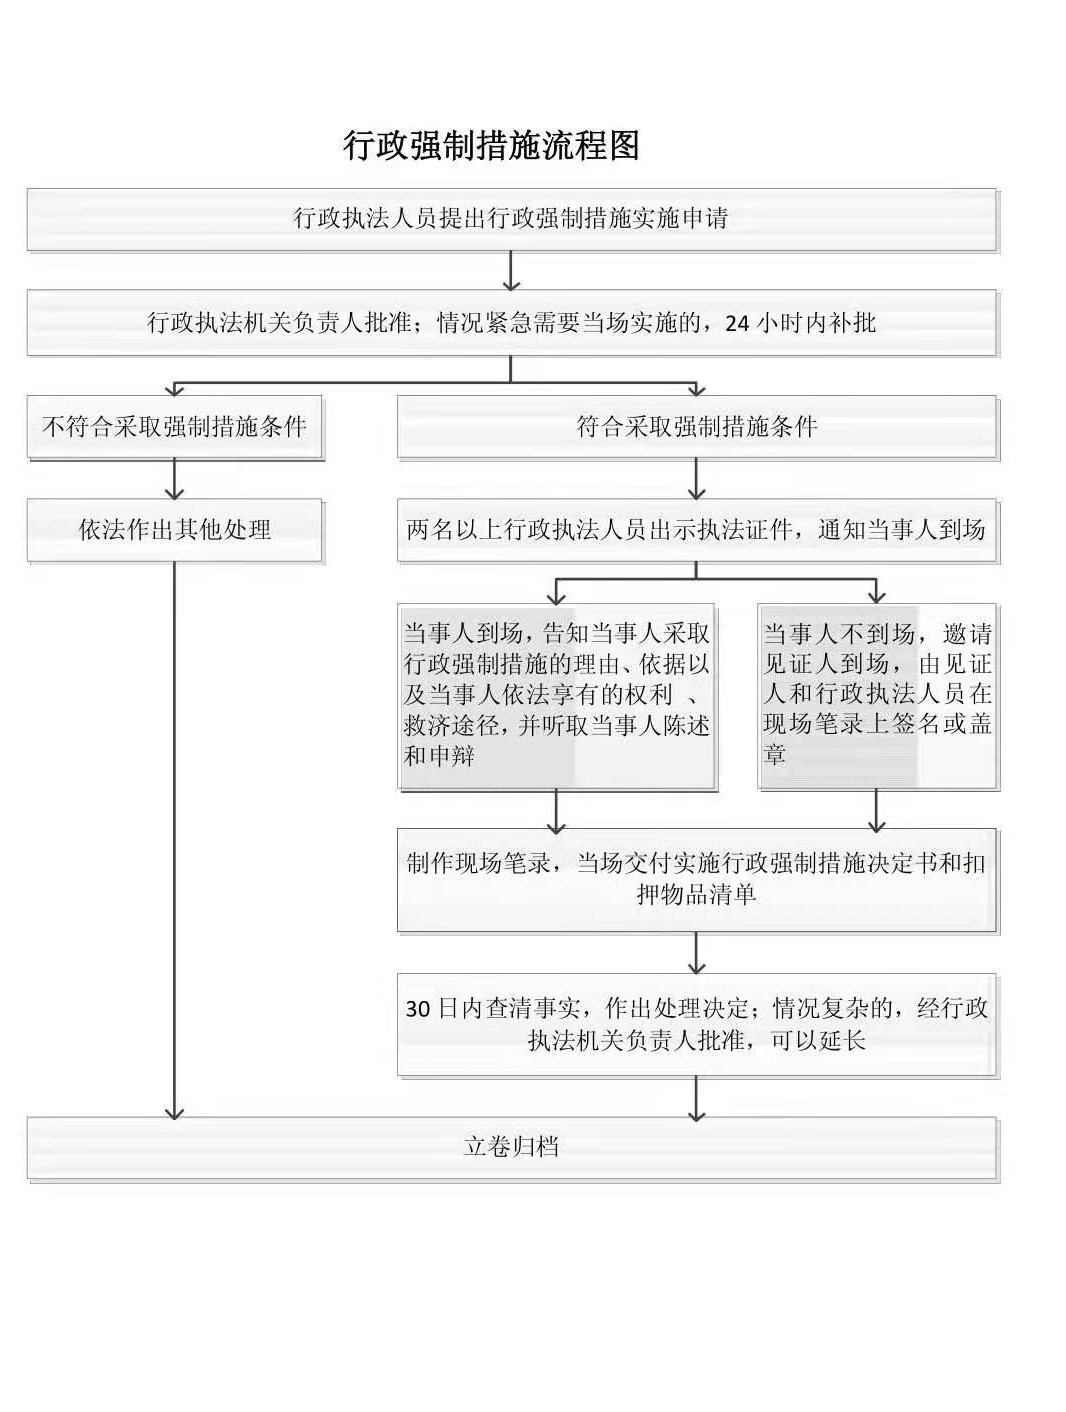 行政强制措施流程图
行政执法人员提出行政强制措施实施申请
行政执法机关负责人批准；情况紧急需要当场实施的，24 小时内补批
不符合采取强制措施条件
符合采取强制措施条件
依法作出其他处理
两名以上行政执法人员出示执法证件，通知当事人到场
当事人到场，告知当事人采取
行政强制措施的理由、依据以
及当事人依法享有的权利 、
救济途径，并听取当事人陈述
和申辩
当事人不到场，邀请
见证人到场，由见证
人和行政执法人员在
现场笔录上签名或盖
章
制作现场笔录，当场交付实施行政强制措施决定书和扣
押物品清单
30 日内查清事实，作出处理决定；情况复杂的，经行政
执法机关负责人批准，可以延长
立卷归档